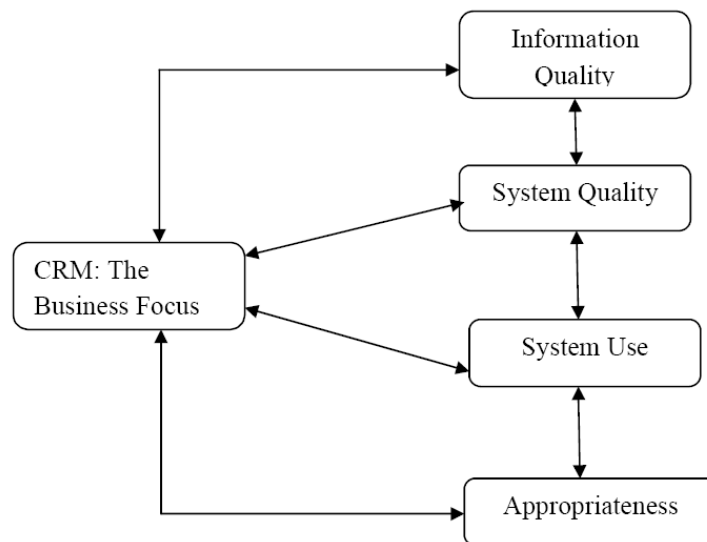 Information
Quality
System Quality
CRM: The
Business Focus
System Use
Appropriateness